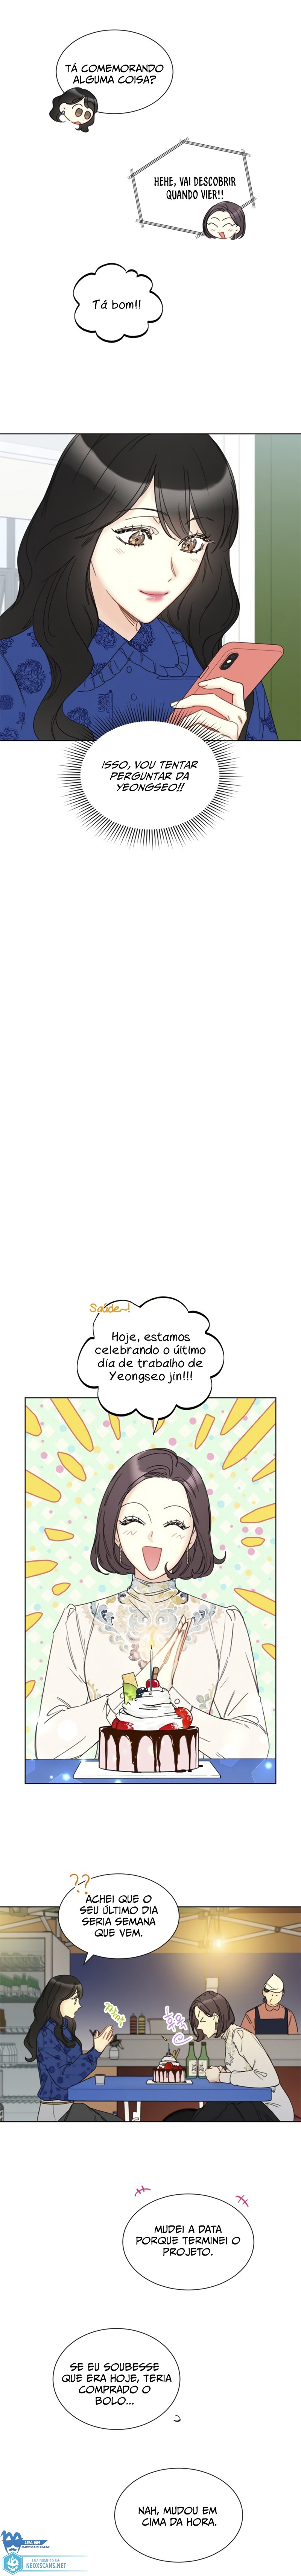 TÁ COMEMORANDO
ALGUMA COISA?
HEHE, VAI DESCOBRIR
QUANDO VIER!!
Tá bom!!
ISSO, VOU TENTAR
PERGUNTAR DA
YEONGSEO!!
Saúde~!
Hoje, estamos
celebrando o último
dia de trabalho de
Yeongseo jin!!!
??
ACHEI QUE O
SEU ÚLTIMO DIA
SERIA SEMANA
QUE VEM.
MUDEI A DATA
PORQUE TERMINEI O
PROJETO.
SE EU SOUBESSE
QUE ERA HOJE, TERIA
COMPRADO O
BOLO...
NAH, MUDOU EM
CIMA DA HORA.
LEIA EM
NEOXSCANS.NET